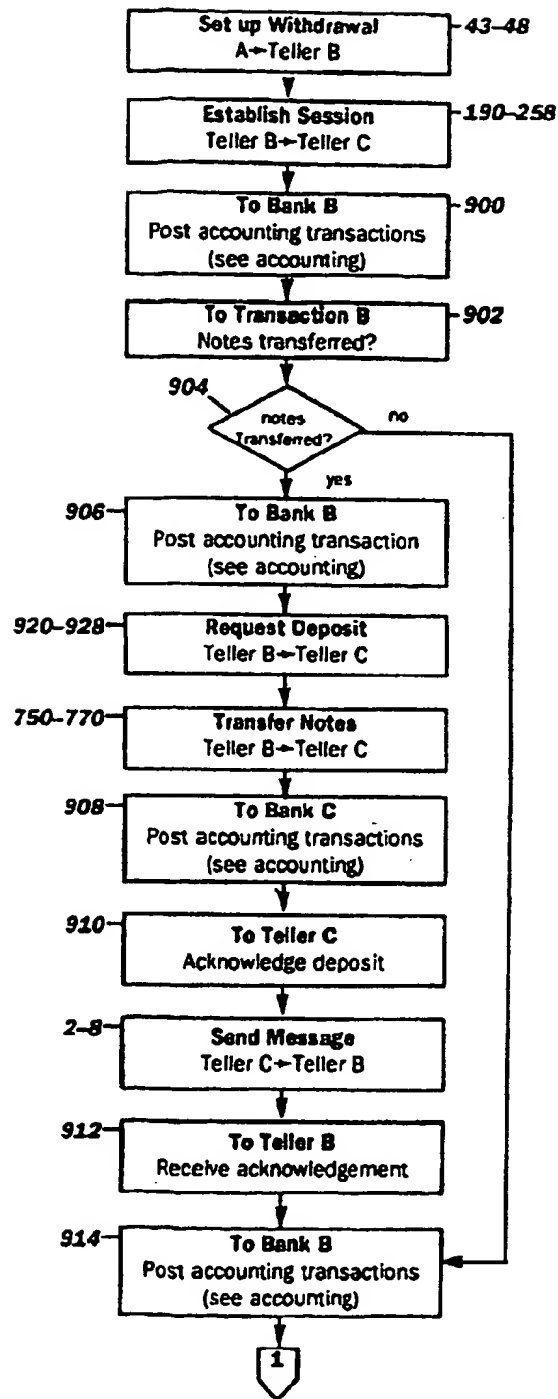 Set up Withdrawal
A→Teller B
43–48
Establish Session
Teller B→Teller C
190–258
To Bank B
Post accounting transactions
(see accounting)
900
To Transaction B
Notes transferred?
902
904
notes
Transferred?
no
yes
906
To Bank B
Post accounting transaction
(see accounting)
920–928
Request Deposit
Teller B→Teller C
750–770
Transfer Notes
Teller B→Teller C
908
To Bank C
Post accounting transactions
(see accounting)
910
To Teller C
Acknowledge deposit
2–8
Send Message
Teller C→Teller B
912
To Teller B
Receive acknowledgement
914
To Bank B
Post accounting transactions
(see accounting)
1